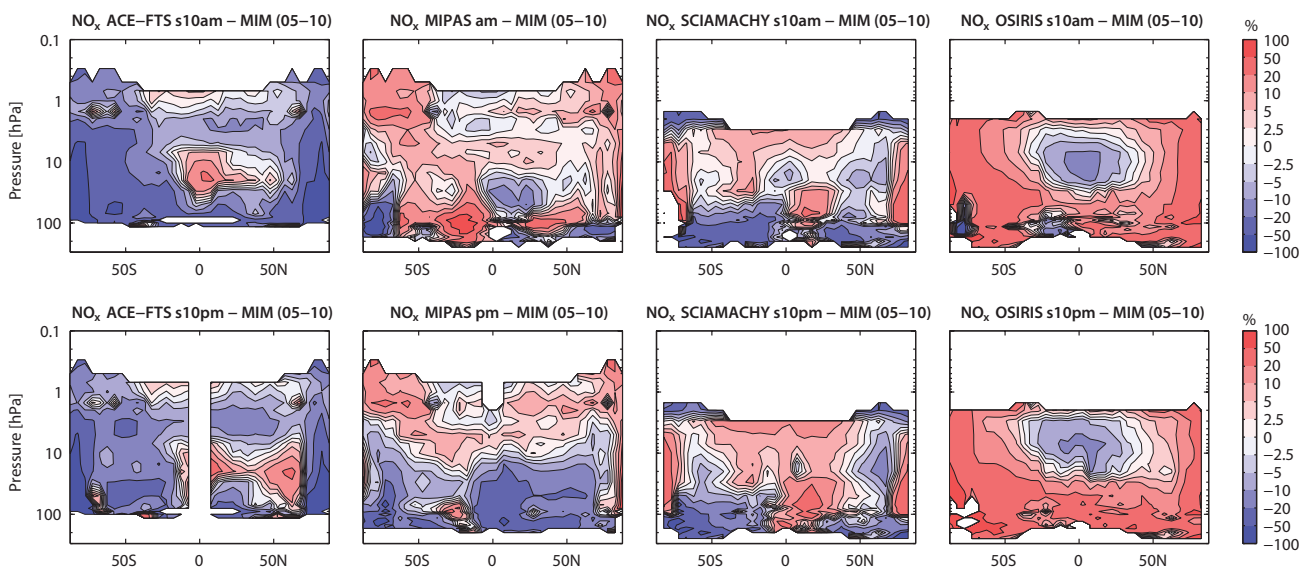 NOx ACE–FTS s10am – MIM (05–10)
NOx MIPAS am – MIM (05–10)
NOx SCIAMACHY s10am – MIM (05–10)
NOx OSIRIS s10am – MIM (05–10)
%
0.1
1
10
100
Pressure [hPa]
50S 0 50N
50S 0 50N
50S 0 50N
50S 0 50N
100
50
20
10
5
2.5
0
−2.5
−5
−10
−20
−50
−100
NOx ACE–FTS s10pm – MIM (05–10)
NOx MIPAS pm – MIM (05–10)
NOx SCIAMACHY s10pm – MIM (05–10)
NOx OSIRIS s10pm – MIM (05–10)
%
0.1
1
10
100
Pressure [hPa]
50S 0 50N
50S 0 50N
50S 0 50N
50S 0 50N
100
50
20
10
5
2.5
0
−2.5
−5
−10
−20
−50
−100